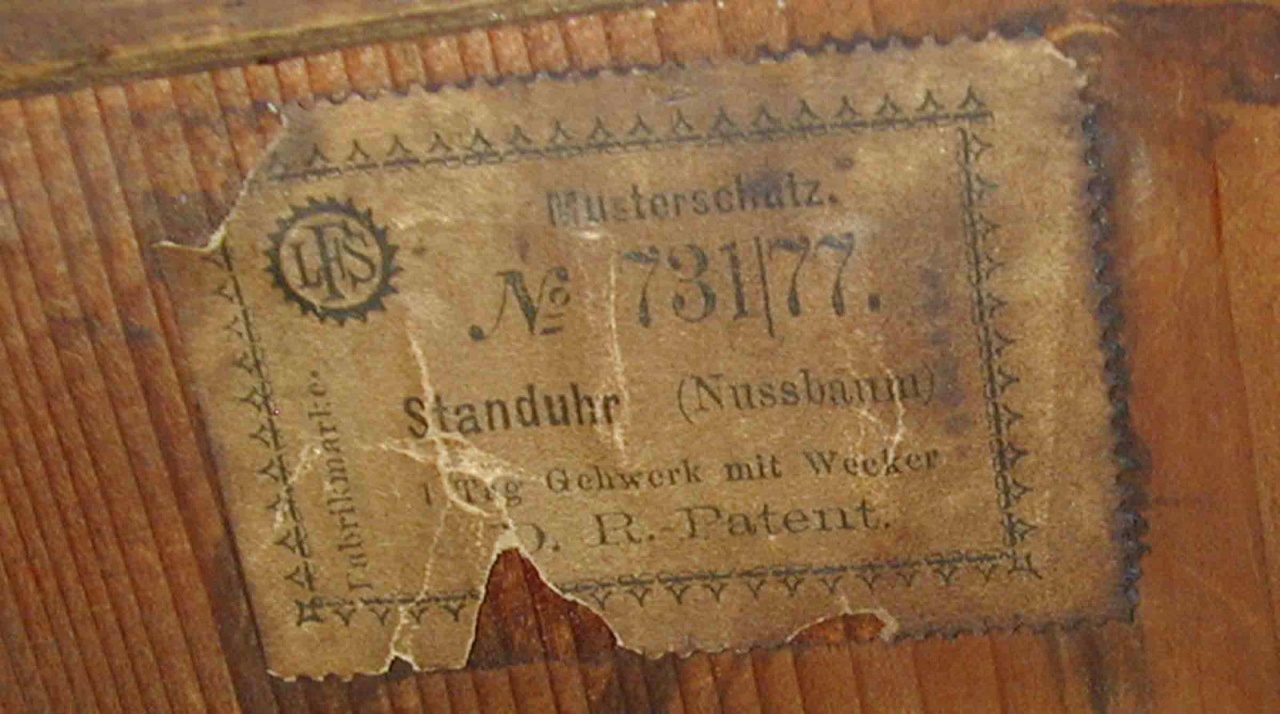 LFS
Fabrikmarke.
Musterschutz.
No 731/77.
Standuhr (Nussbaum)
1 Tag Gehwerk mit Wecker
D. R.-Patent.